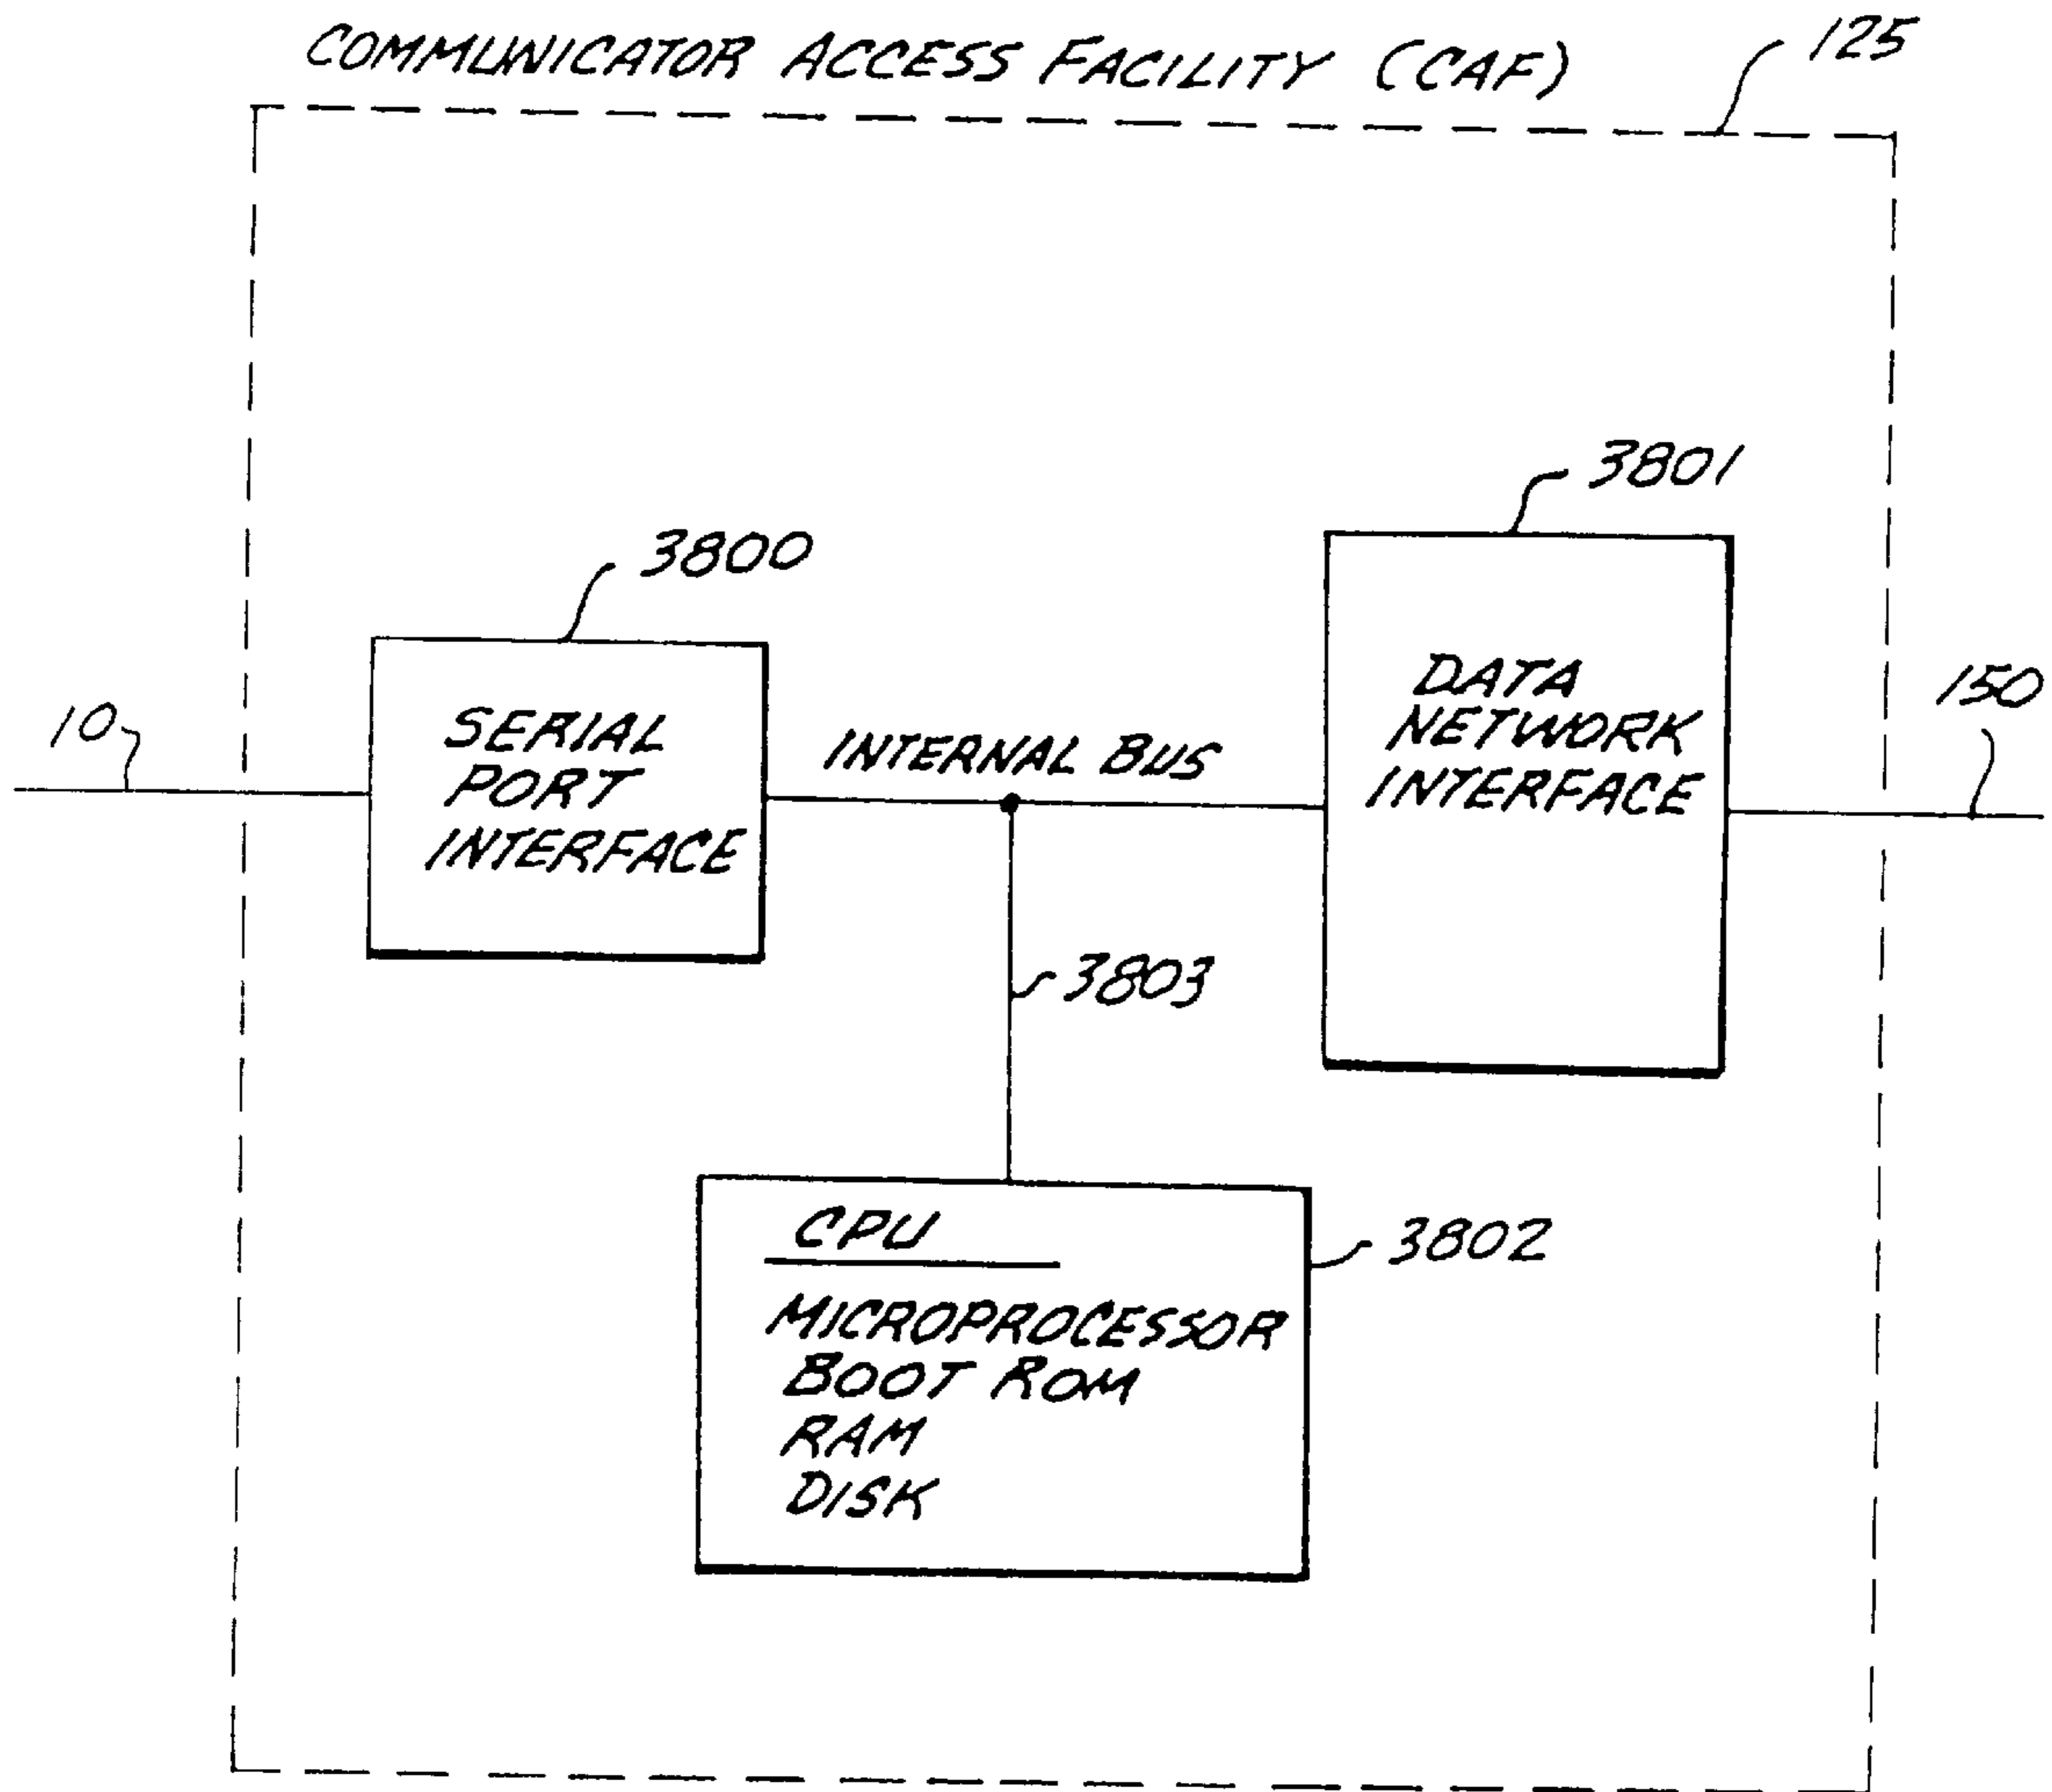 COMMUNICATOR ACCESS FACILITY (CAF)
125
3801
3800
SERIAL
PORT
INTERFACE
10
INTERNAL BUS
DATA
NETWORK
INTERFACE
150
3803
CPU
3802
MICROPROCESSOR
BOOT ROM
RAM
DISK